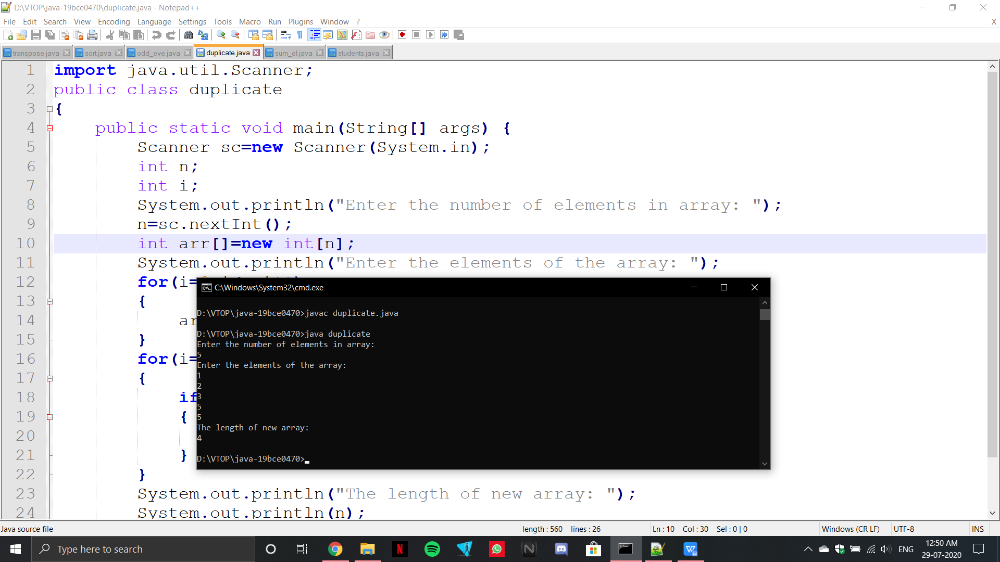 D:\VTOP\java-19bce0470\duplicate.java - Notepad++
File Edit Search View Encoding Language Settings Tools Macro Run Plugins Window ? X
transpose.java sort.java odd_eve.java duplicate.java sum_el.java students.java
1 import java.util.Scanner;
2 public class duplicate
3 {
4 public static void main(String[] args) {
5 Scanner sc=new Scanner(System.in);
6 int n;
7 int i;
8 System.out.println("Enter the number of elements in array: ");
9 n=sc.nextInt();
10 int arr[]=new int[n];
11 System.out.println("Enter the elements of the array: ");
12 for(i=
13 {
14 ar
15 }
16 for(i=
17 {
18 if
19 {
20
21 }
22 }
23 System.out.println("The length of new array: ");
24 System.out.println(n);
C:\Windows\System32\cmd.exe
D:\VTOP\java-19bce0470>javac duplicate.java
D:\VTOP\java-19bce0470>java duplicate
Enter the number of elements in array:
5
Enter the elements of the array:
1
2
3
5
5
The length of new array:
4
D:\VTOP\java-19bce0470>
Java source file length : 560 lines : 26 Ln : 10 Col : 30 Sel : 0 | 0 Windows (CR LF) UTF-8 INS
Type here to search
ENG
12:50 AM
29-07-2020